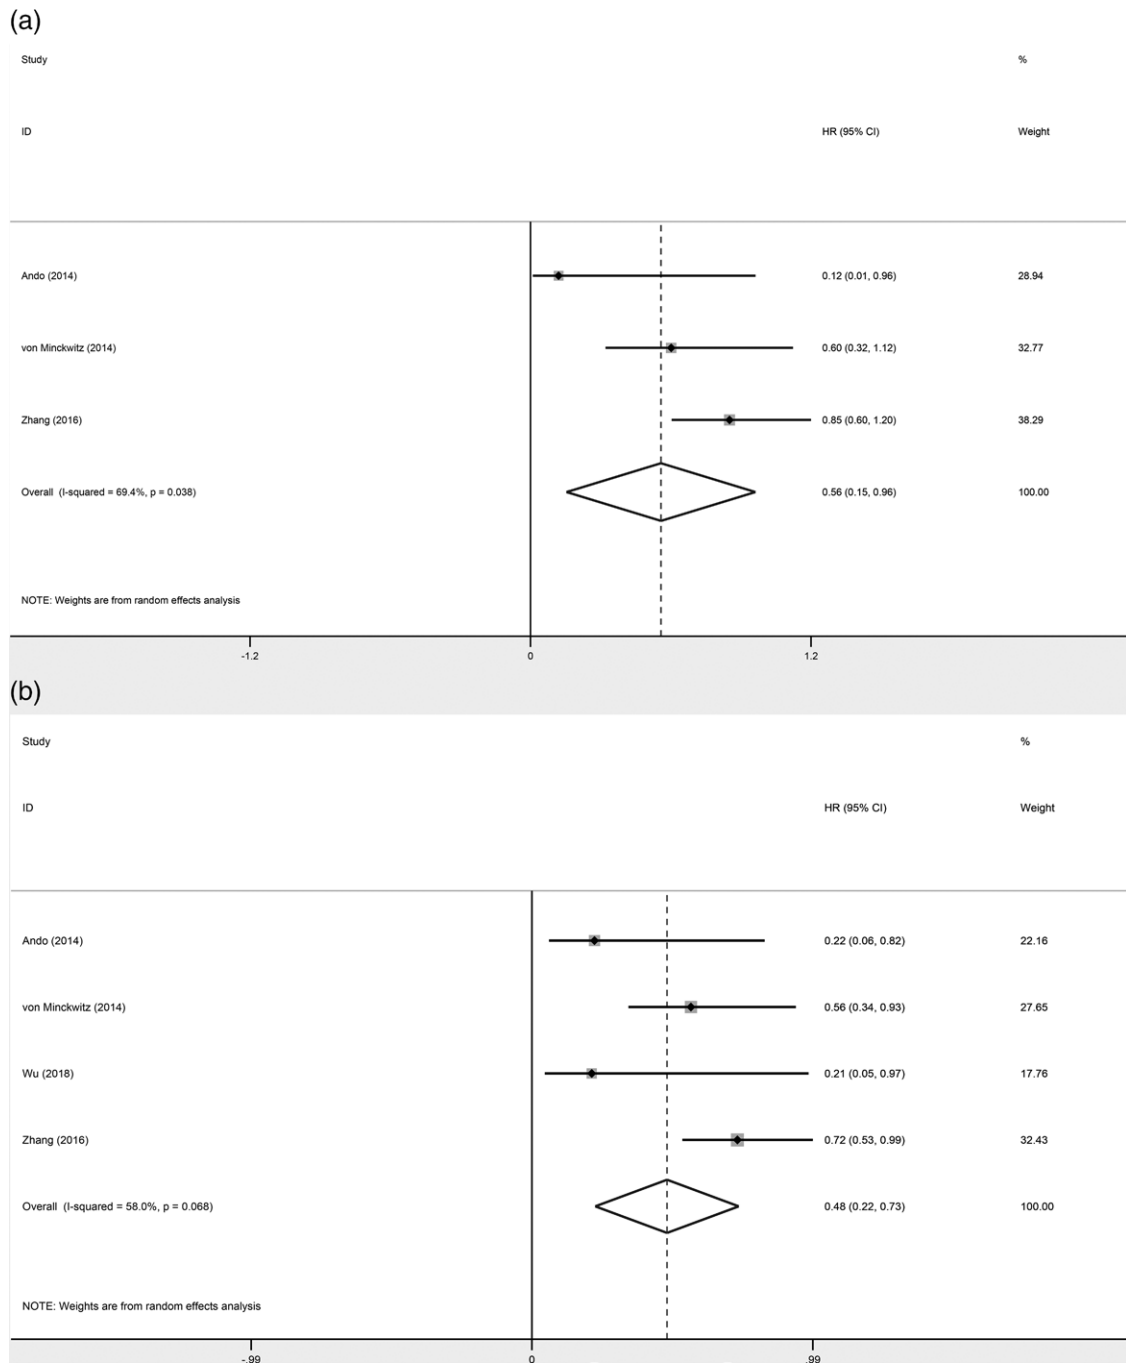 (a)
Study %
ID HR (95% CI) Weight
Ando (2014) 0.12 (0.01, 0.96) 28.94
von Minckwitz (2014) 0.60 (0.32, 1.12) 32.77
Zhang (2016) 0.85 (0.60, 1.20) 38.29
Overall (I-squared = 69.4%, p = 0.038) 0.56 (0.15, 0.96) 100.00
NOTE: Weights are from random effects analysis
-1.2 0 1.2
(b)
Study %
ID HR (95% CI) Weight
Ando (2014) 0.22 (0.06, 0.82) 22.16
von Minckwitz (2014) 0.56 (0.34, 0.93) 27.65
Wu (2018) 0.21 (0.05, 0.97) 17.76
Zhang (2016) 0.72 (0.53, 0.99) 32.43
Overall (I-squared = 58.0%, p = 0.068) 0.48 (0.22, 0.73) 100.00
NOTE: Weights are from random effects analysis
-.99 0 .99